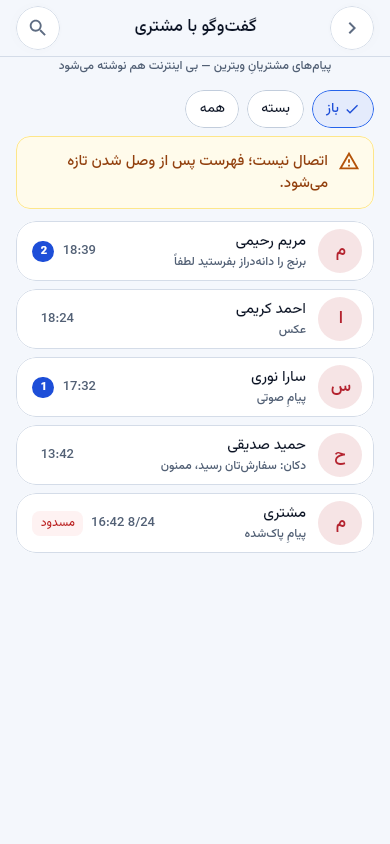 گفت‌وگو با مشتری
پیام‌های مشتریانِ ویترین — بی اینترنت هم نوشته می‌شود
باز
بسته
همه
اتصال نیست؛ فهرست پس از وصل شدن تازه
می‌شود.
م
مریم رحیمی
برنج را دانه‌دراز بفرستید لطفاً
18:39
2
ا
احمد کریمی
عکس
18:24
س
سارا نوری
پیامِ صوتی
17:32
1
ح
حمید صدیقی
دکان: سفارش‌تان رسید، ممنون
13:42
م
مشتری
پیامِ پاک‌شده
16:42 8/24
مسدود